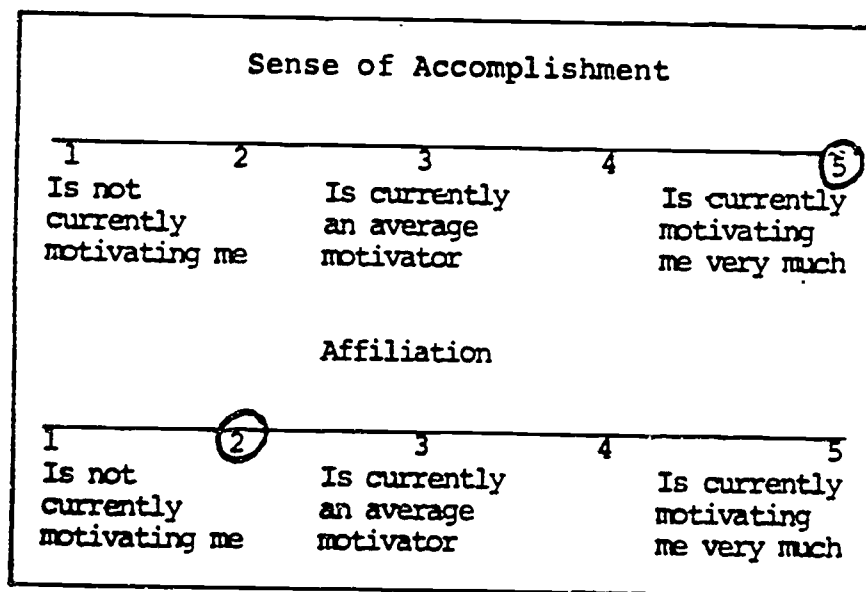 Sense of Accomplishment
1 2 3 4 5
Is not Is currently Is currently
currently an average motivating
motivating me motivator me very much
Affiliation
1 2 3 4 5
Is not Is currently Is currently
currently an average motivating
motivating me motivator me very much